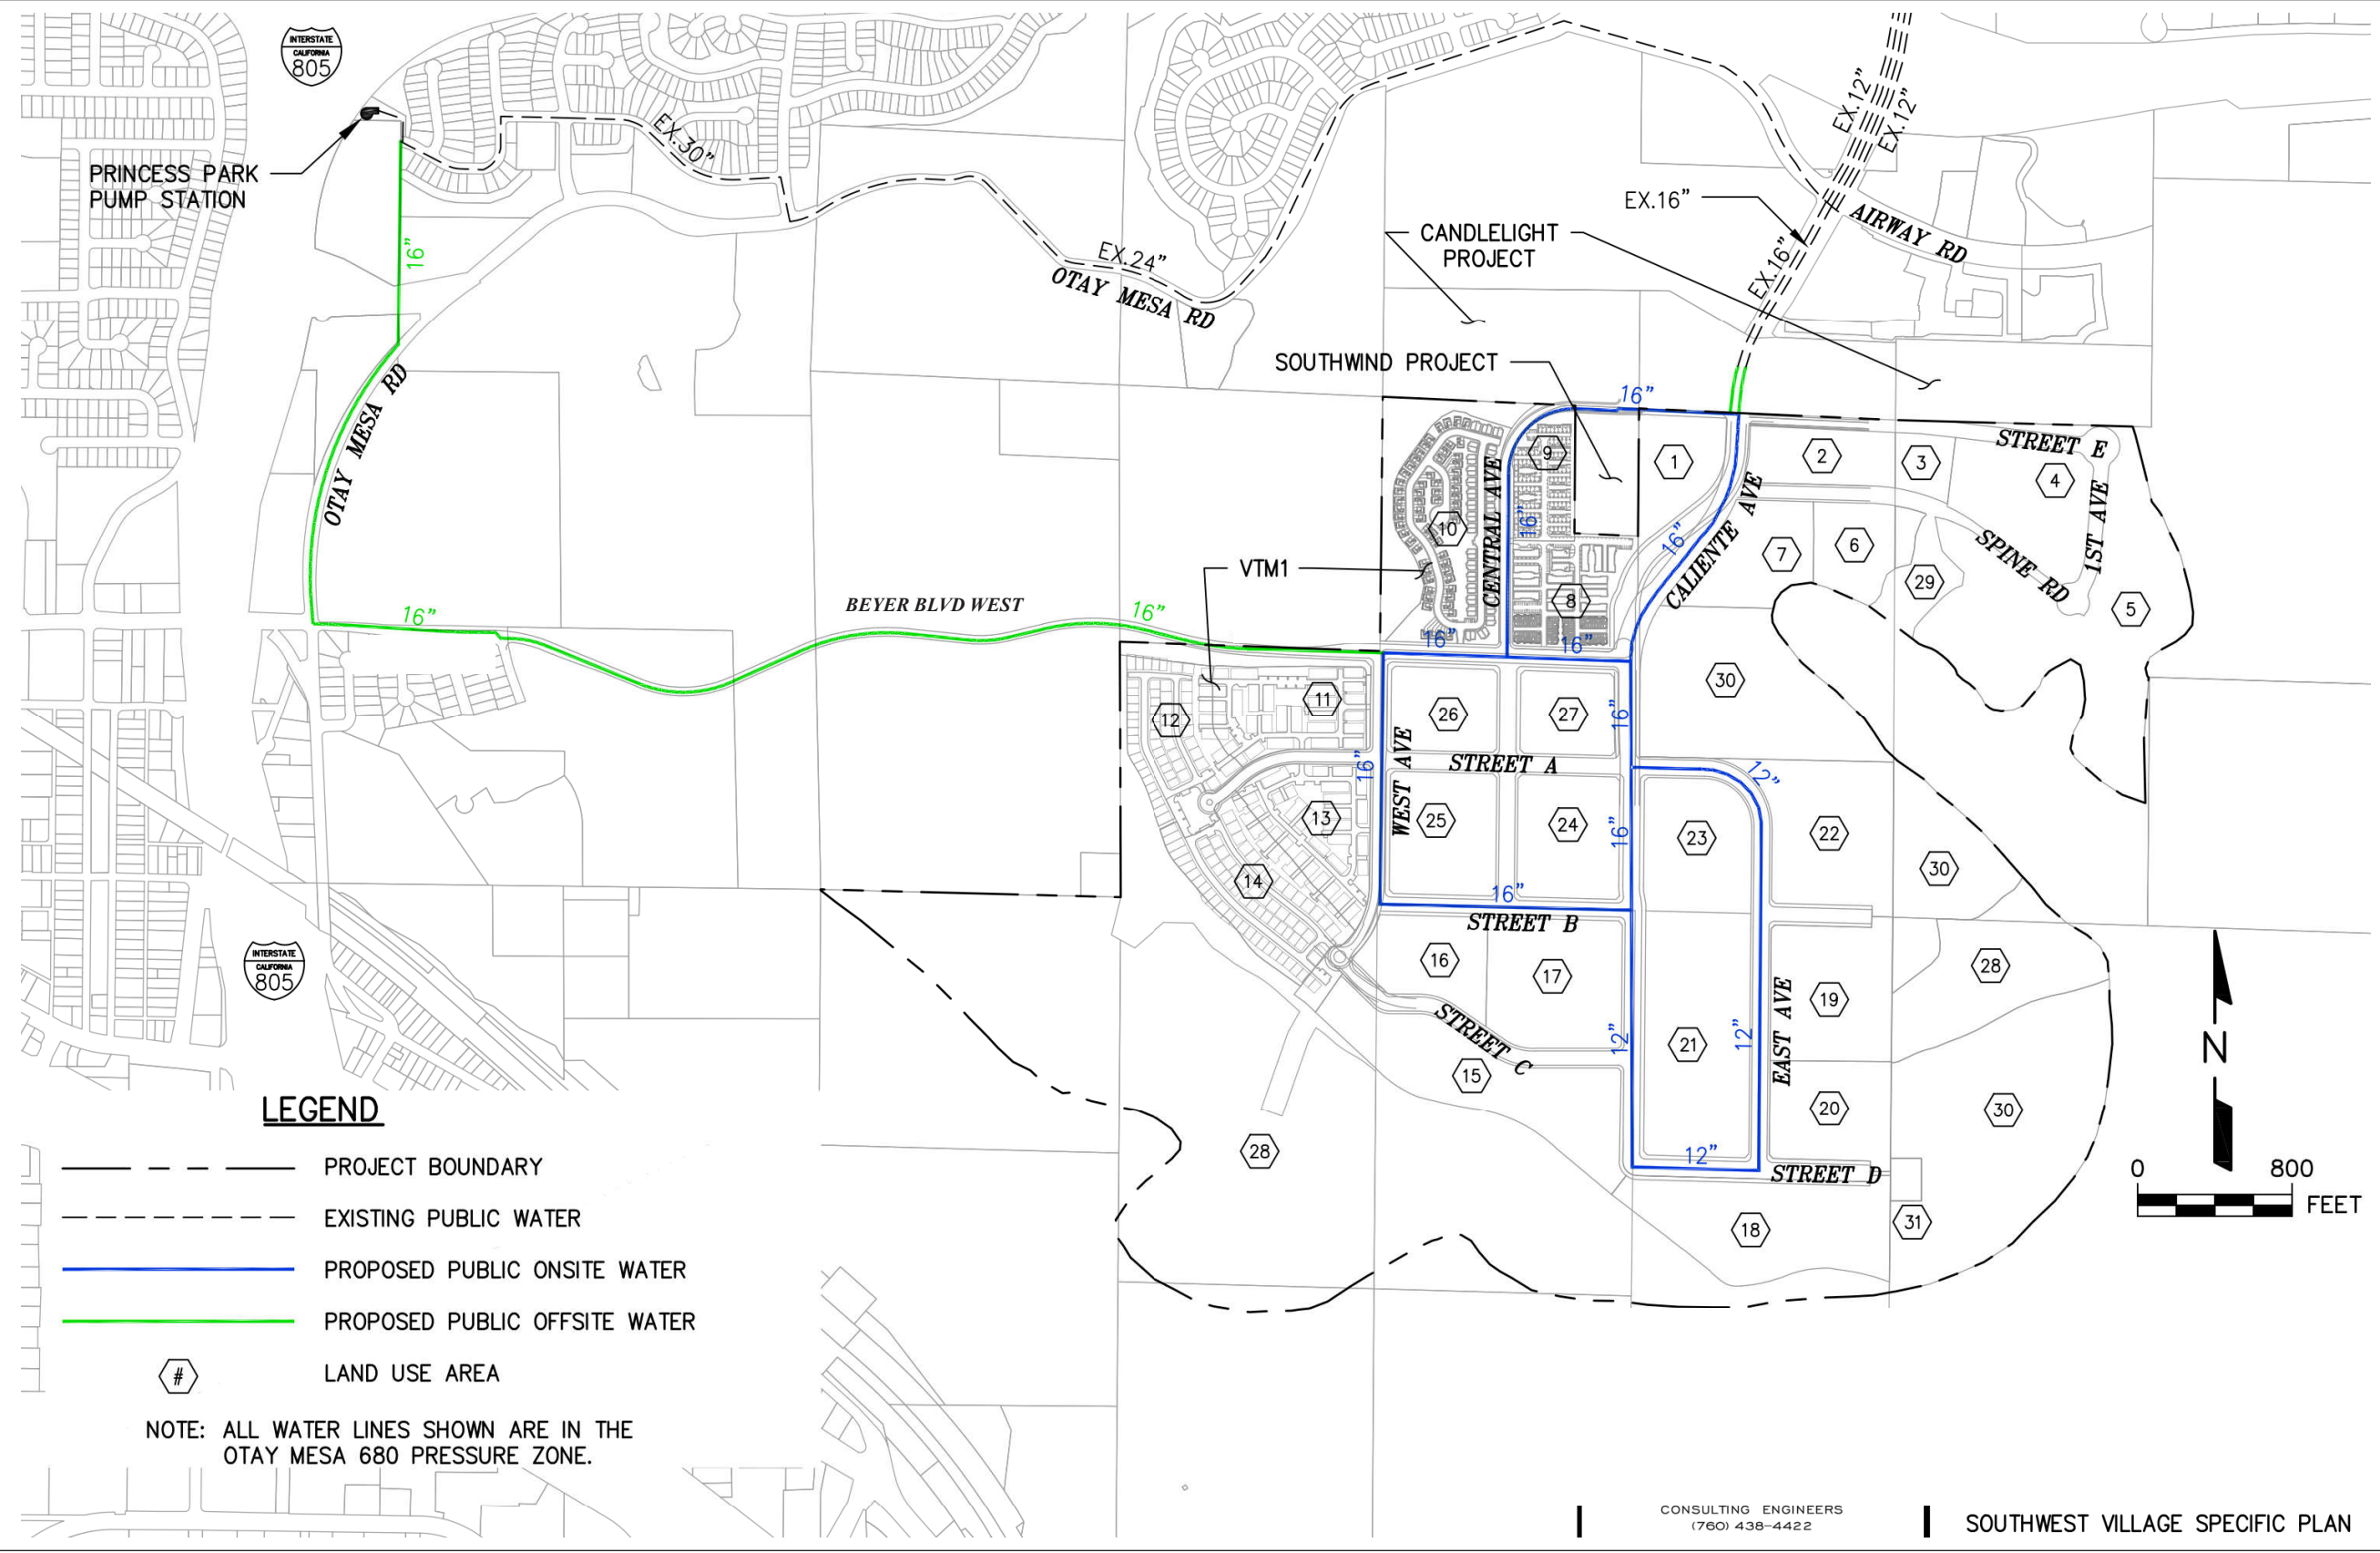 INTERSTATE
CALIFORNIA
805
PRINCESS PARK
PUMP STATION
EX.30"
16"
EX.24"
OTAY MESA RD
EX.12"
EX.12"
EX.16"
EX.16"
AIRWAY RD
CANDLELIGHT
PROJECT
SOUTHWIND PROJECT
OTAY MESA RD
16"
BEYER BLVD WEST
16"
VTM1
16"
CENTRAL AVE
16"
16"
CALIENTE AVE
STREET E
1ST AVE
SPINE RD
1
2
3
4
5
6
7
8
9
10
29
30
16"
16"
11
12
13
14
26
27
16"
16"
WEST AVE
STREET A
25
24
16"
12"
23
22
30
16"
STREET B
16
17
STREET C
15
12"
21
12"
EAST AVE
19
28
20
30
12"
STREET D
18
31
28
N
0 800
FEET
INTERSTATE
CALIFORNIA
805
LEGEND
PROJECT BOUNDARY
EXISTING PUBLIC WATER
PROPOSED PUBLIC ONSITE WATER
PROPOSED PUBLIC OFFSITE WATER
# LAND USE AREA
NOTE: ALL WATER LINES SHOWN ARE IN THE
OTAY MESA 680 PRESSURE ZONE.
CONSULTING ENGINEERS
(760) 438-4422
SOUTHWEST VILLAGE SPECIFIC PLAN